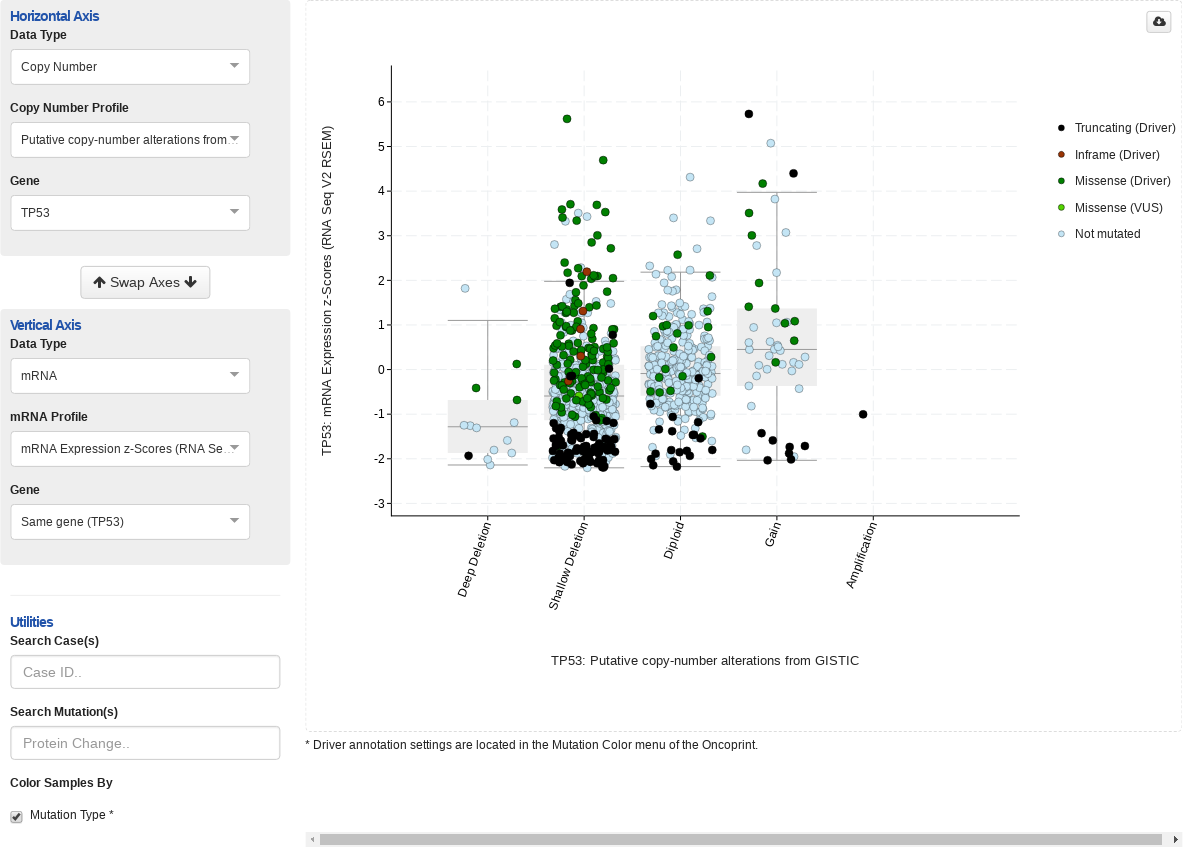 Horizontal Axis
Data Type
Copy Number
Copy Number Profile
Putative copy-number alterations from...
Gene
TP53
Swap Axes
Vertical Axis
Data Type
mRNA
mRNA Profile
mRNA Expression z-Scores (RNA Se...
Gene
Same gene (TP53)
Utilities
Search Case(s)
Case ID..
Search Mutation(s)
Protein Change..
Color Samples By
Mutation Type *
TP53: mRNA Expression z-Scores (RNA Seq V2 RSEM)
6
5
4
3
2
1
0
-1
-2
-3
Deep Deletion
Shallow Deletion
Diploid
Gain
Amplification
TP53: Putative copy-number alterations from GISTIC
Truncating (Driver)
Inframe (Driver)
Missense (Driver)
Missense (VUS)
Not mutated
* Driver annotation settings are located in the Mutation Color menu of the Oncoprint.